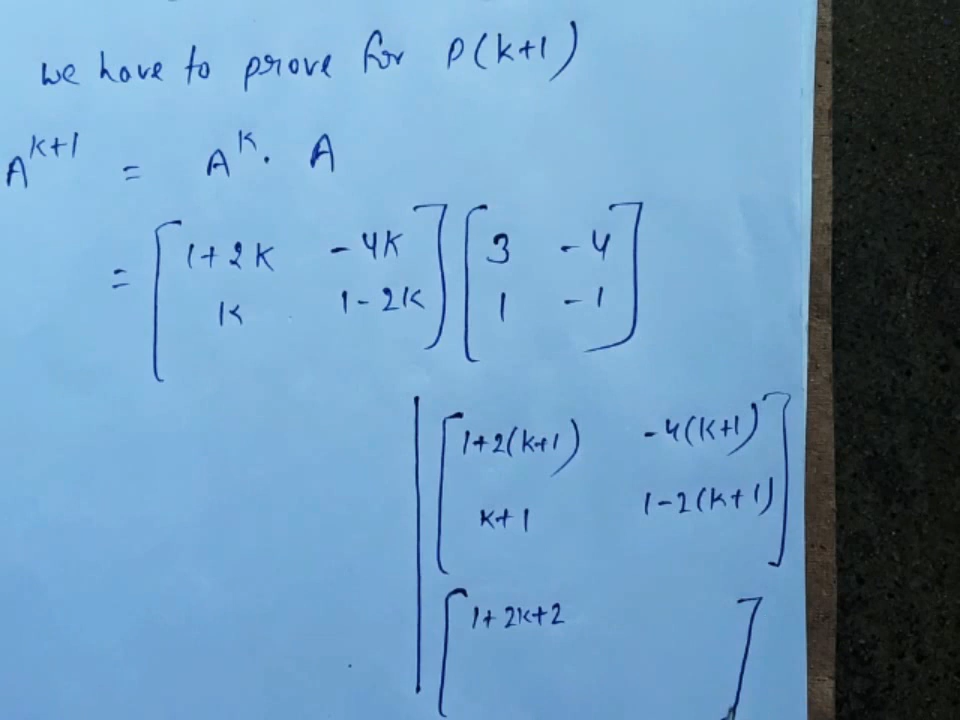 we have to prove for P(k+1)
A^{k+1} = A^k. A
= [1+2k -4k] [3 -4]
[k 1-2k] [1 -1]
[1+2(k+1) -4(k+1)]
[k+1 1-2(k+1)]
[1+2k+2 ]